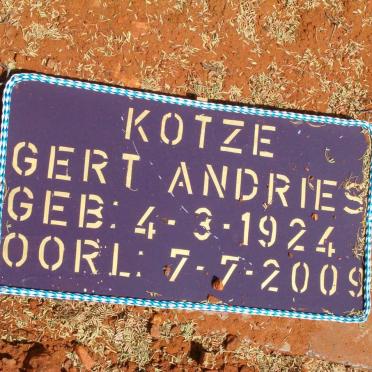 KOTZE
GERT ANDRIES
GEB: 4-3-1924
OORL: 7-7-2009